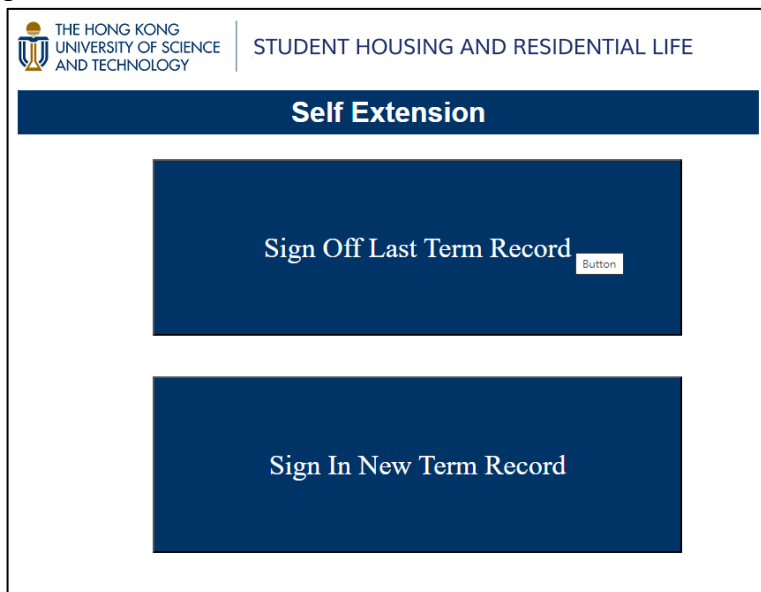 THE HONG KONG
UNIVERSITY OF SCIENCE
AND TECHNOLOGY
STUDENT HOUSING AND RESIDENTIAL LIFE
Self Extension
Sign Off Last Term Record
Button
Sign In New Term Record